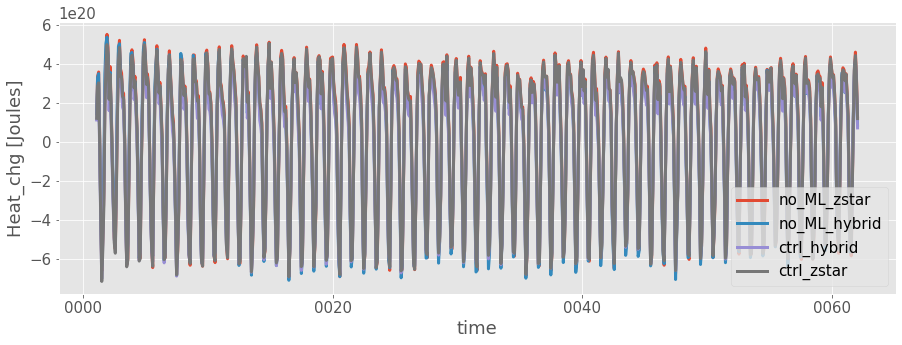 1e20
6
4
2
0
−2
−4
−6
Heat_chg [Joules]
0000
0020
0040
0060
time
no_ML_zstar
no_ML_hybrid
ctrl_hybrid
ctrl_zstar